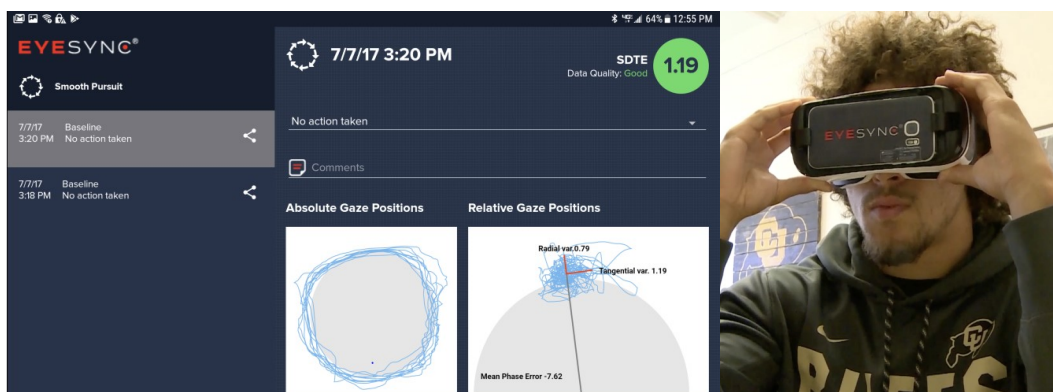 64% 12:55 PM
EYESYNC®
Smooth Pursuit
7/7/17 Baseline
3:20 PM No action taken
7/7/17 Baseline
3:18 PM No action taken
7/7/17 3:20 PM
SDTE
Data Quality: Good
1.19
No action taken
Comments
Absolute Gaze Positions
Relative Gaze Positions
Radial var.0.79
Tangential var. 1.19
Mean Phase Error -7.62
EYESYNC®
CU
CU